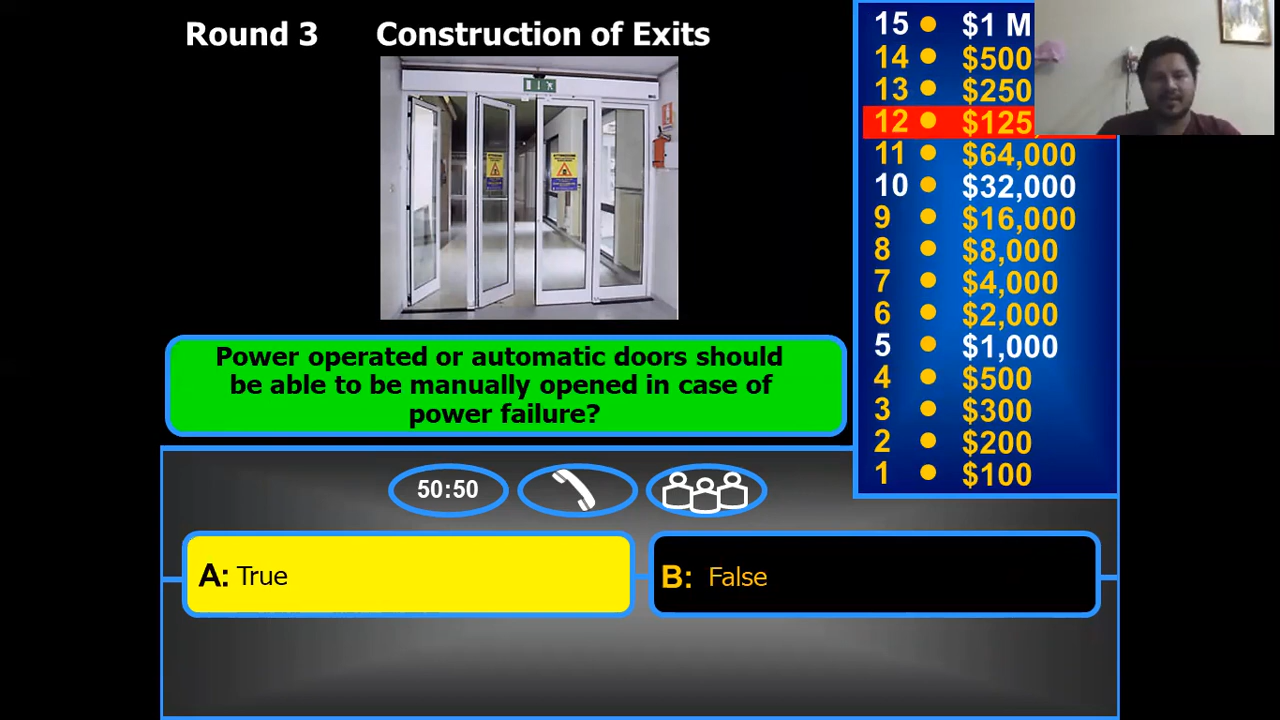 Round 3 Construction of Exits
15 $1 M
14 $500
13 $250
12 $125,
11 $64,000
10 $32,000
9 $16,000
8 $8,000
7 $4,000
6 $2,000
5 $1,000
4 $500
3 $300
2 $200
1 $100
Power operated or automatic doors should
be able to be manually opened in case of
power failure?
50:50
A: True
B: False